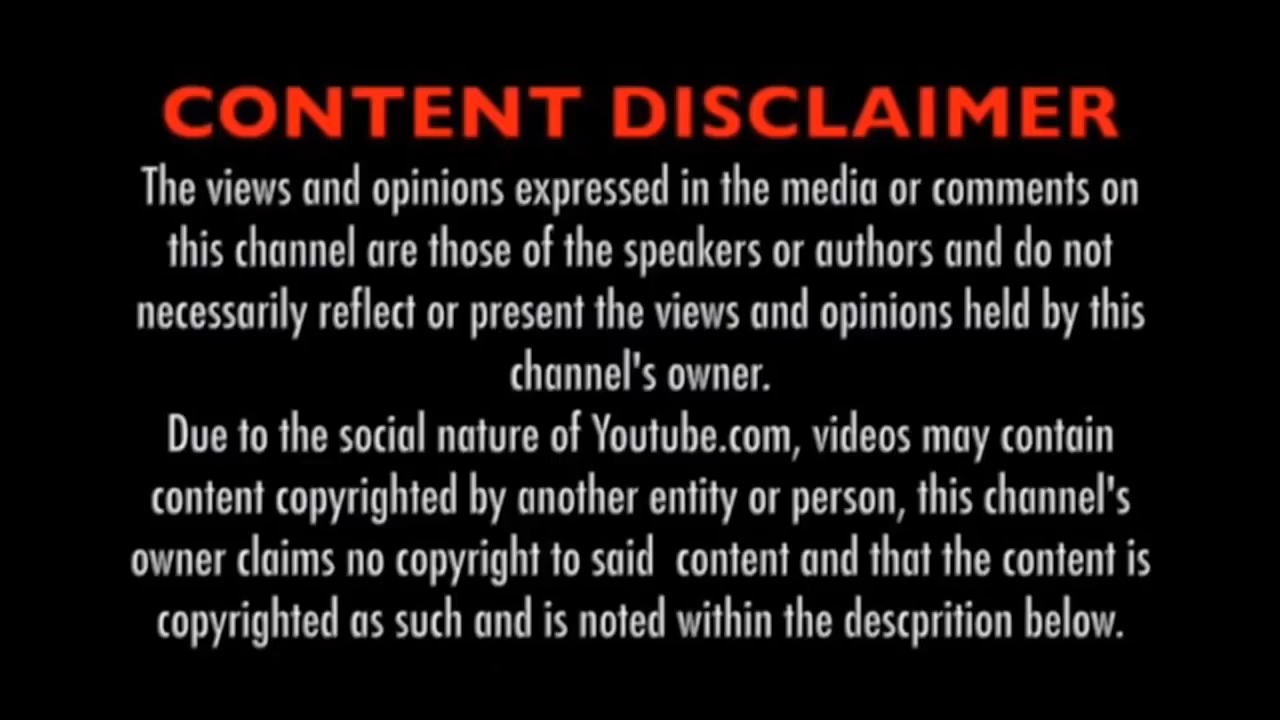 CONTENT DISCLAIMER
The views and opinions expressed in the media or comments on
this channel are those of the speakers or authors and do not
necessarily reflect or present the views and opinions held by this
channel's owner.
Due to the social nature of Youtube.com, videos may contain
content copyrighted by another entity or person, this channel's
owner claims no copyright to said  content and that the content is
copyrighted as such and is noted within the descprition below.